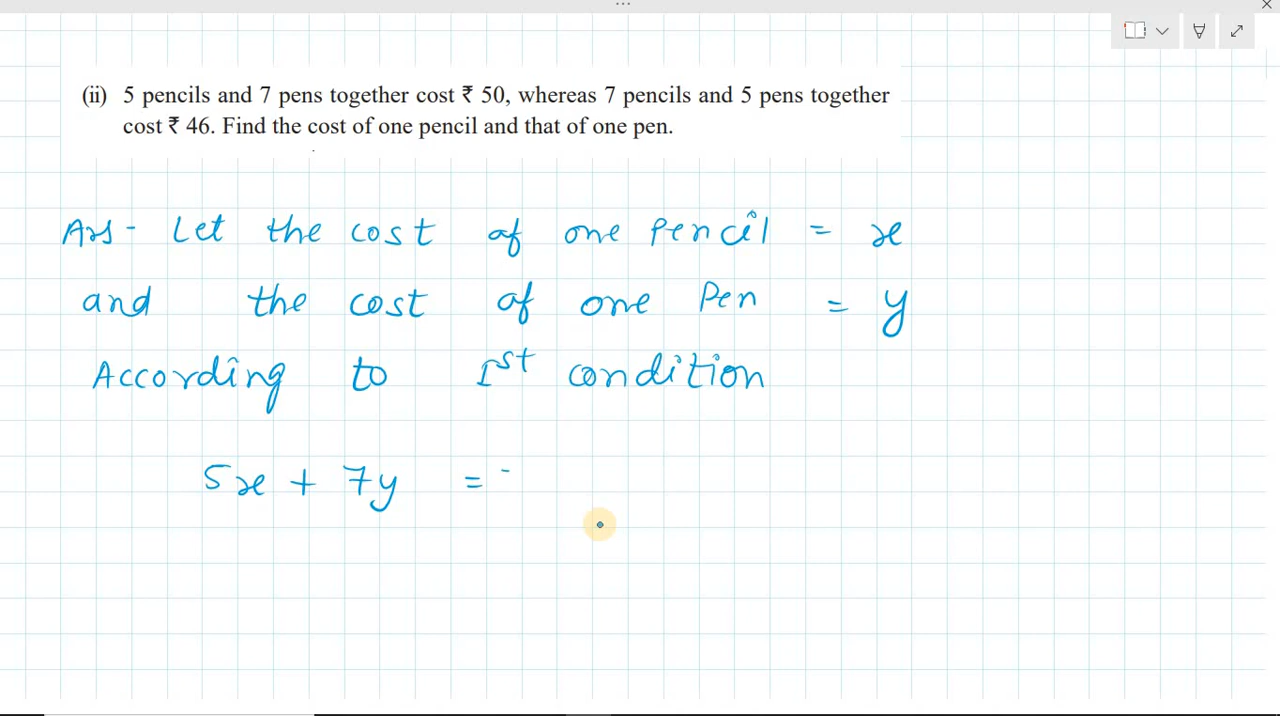 (ii) 5 pencils and 7 pens together cost ₹ 50, whereas 7 pencils and 5 pens together
cost ₹ 46. Find the cost of one pencil and that of one pen.
Ans - Let the cost of one Pencil = x
and the cost of one Pen = y
According to 1st condition
5x + 7y =